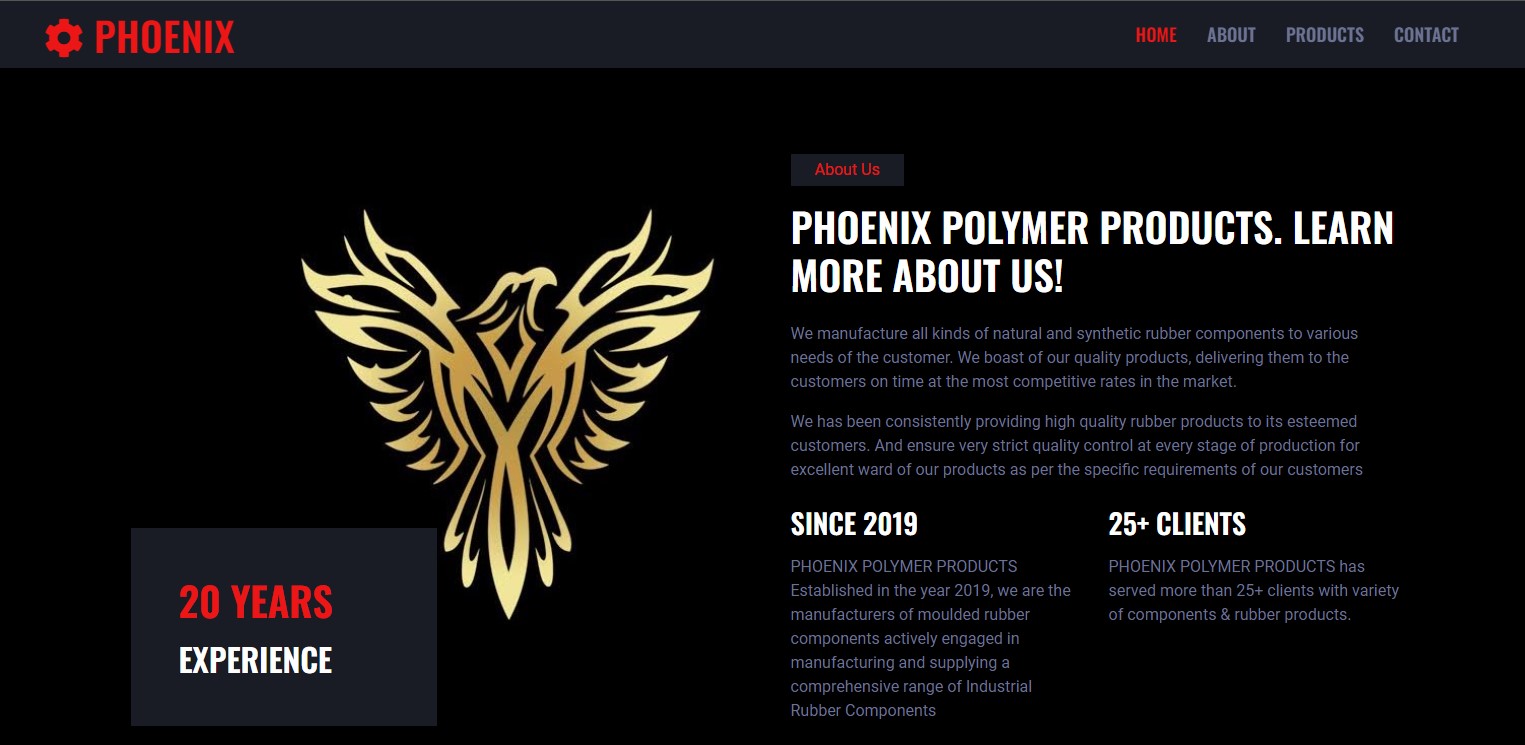 PHOENIX
HOME ABOUT PRODUCTS CONTACT
About Us
PHOENIX POLYMER PRODUCTS. LEARN
MORE ABOUT US!
We manufacture all kinds of natural and synthetic rubber components to various
needs of the customer. We boast of our quality products, delivering them to the
customers on time at the most competitive rates in the market.
We has been consistently providing high quality rubber products to its esteemed
customers. And ensure very strict quality control at every stage of production for
excellent ward of our products as per the specific requirements of our customers
SINCE 2019
PHOENIX POLYMER PRODUCTS
Established in the year 2019, we are the
manufacturers of moulded rubber
components actively engaged in
manufacturing and supplying a
comprehensive range of Industrial
Rubber Components
25+ CLIENTS
PHOENIX POLYMER PRODUCTS has
served more than 25+ clients with variety
of components & rubber products.
20 YEARS
EXPERIENCE